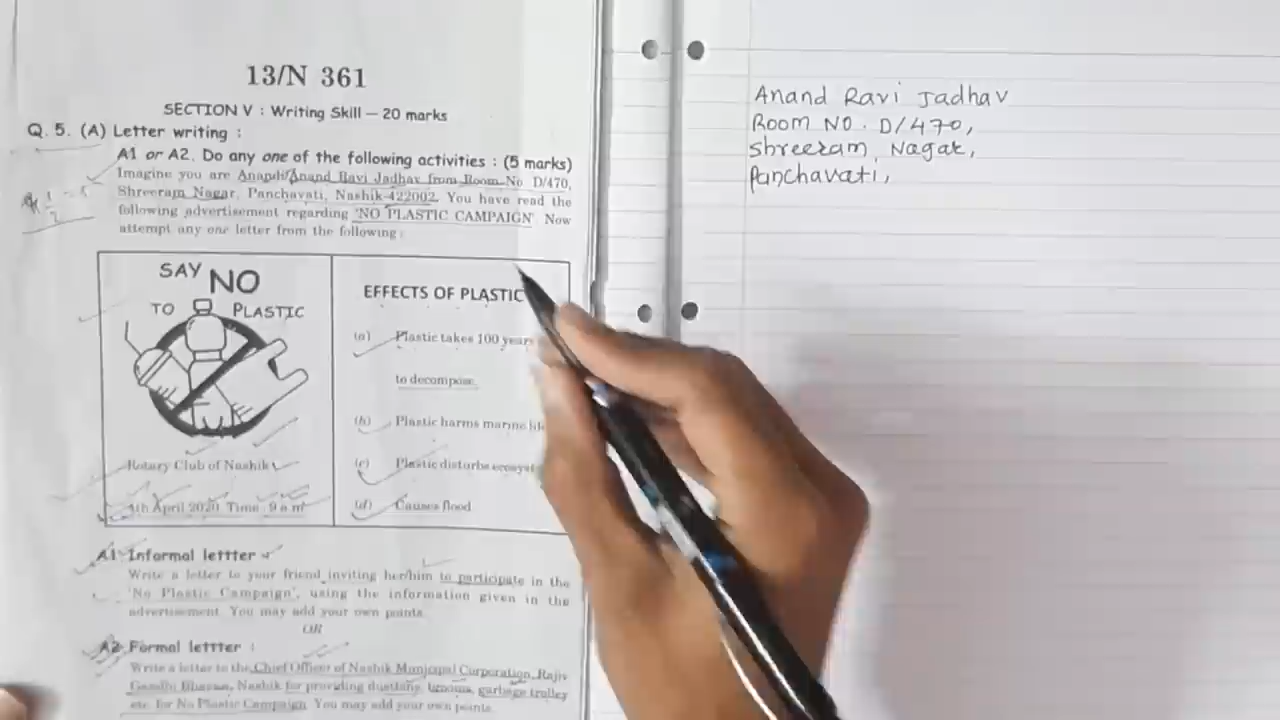 13/N 361
SECTION V : Writing Skill — 20 marks
Q. 5. (A) Letter writing :
A1 or A2. Do any one of the following activities : (5 marks)
Imagine you are Anandi/Anand Ravi Jadhav from Room No. D/470,
Shreeram Nagar, Panchavati, Nashik-422002. You have read the
following advertisement regarding 'NO PLASTIC CAMPAIGN'. Now
attempt any one letter from the following :
SAY NO
TO PLASTIC
Rotary Club of Nashik
4th April 2020 Time : 9 a.m.
EFFECTS OF PLASTIC
(a) Plastic takes 100 years
to decompose.
(b) Plastic harms marine
(c) Plastic disturbs
(d) Causes flood
A1 Informal lettter
Write a letter to your friend inviting her/him to participate in the
'No Plastic Campaign', using the information given in the
advertisement. You may add your own points.
OR
A2 Formal lettter :
Write a letter to the Chief Officer of Nashik Municipal Corporation, Rajiv
Gandhi Bhavan, Nashik for providing dustbins, garbage trolley
etc. for No Plastic Campaign. You may add your own points.
Anand Ravi Jadhav
Room No. D/470,
Shreeram Nagar,
Panchavati,